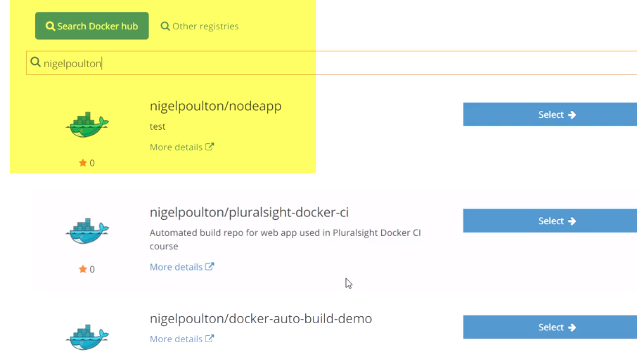 Search Docker hub Other registries
nigelpoulton
nigelpoulton/nodeapp
Select
test
More details
0
nigelpoulton/pluralsight-docker-ci
Select
Automated build repo for web app used in Pluralsight Docker CI
course
More details
0
nigelpoulton/docker-auto-build-demo
Select
More details